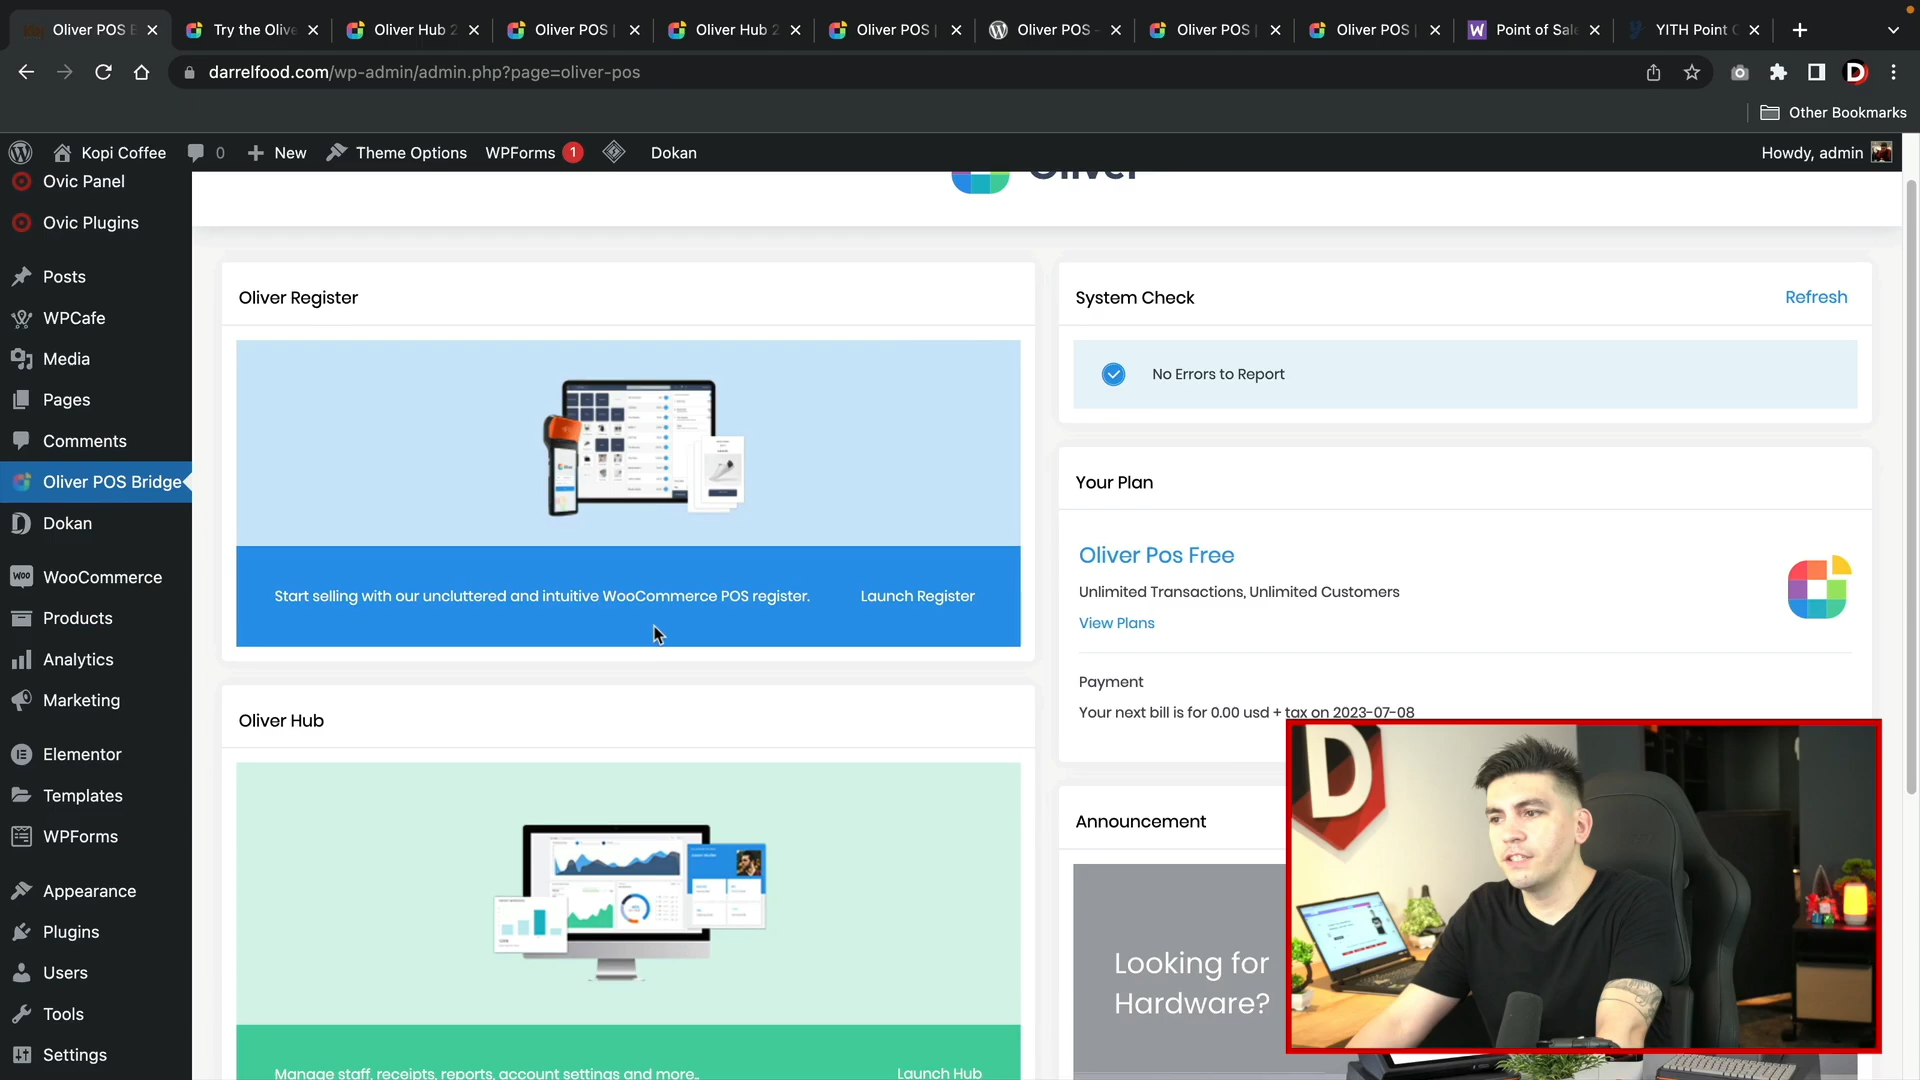 Oliver POS B
Try the Olive
Oliver Hub 2
Oliver POS |
Oliver Hub 2
Oliver POS |
Oliver POS -
Oliver POS |
Oliver POS |
Point of Sale
YITH Point O
darrelfood.com/wp-admin/admin.php?page=oliver-pos
Other Bookmarks
Kopi Coffee
0
New
Theme Options
WPForms 1
Dokan
Howdy, admin
Ovic Panel
Ovic Plugins
Posts
WPCafe
Media
Pages
Comments
Oliver POS Bridge
Dokan
WooCommerce
Products
Analytics
Marketing
Elementor
Templates
WPForms
Appearance
Plugins
Users
Tools
Settings
Oliver
Oliver Register
Start selling with our uncluttered and intuitive WooCommerce POS register.
Launch Register
Oliver Hub
Manage staff, receipts, reports, account settings and more..
Launch Hub
System Check
Refresh
No Errors to Report
Your Plan
Oliver Pos Free
Unlimited Transactions, Unlimited Customers
View Plans
Payment
Your next bill is for 0.00 usd + tax on 2023-07-08
Announcement
Looking for
Hardware?
D